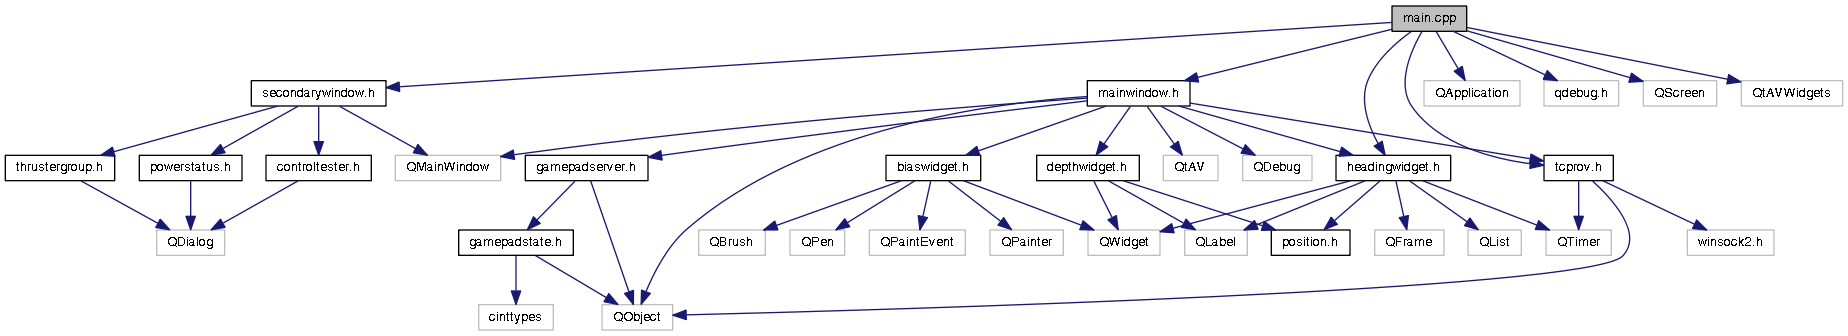 main.cpp
secondarywindow.h
mainwindow.h
QApplication
qdebug.h
QScreen
QtAVWidgets
thrustergroup.h
powerstatus.h
controltester.h
QMainWindow
gamepadserver.h
biaswidget.h
depthwidget.h
QtAV
QDebug
headingwidget.h
tcprov.h
QDialog
gamepadstate.h
QBrush
QPen
QPaintEvent
QPainter
QWidget
QLabel
position.h
QFrame
QList
QTimer
winsock2.h
cinttypes
QObject